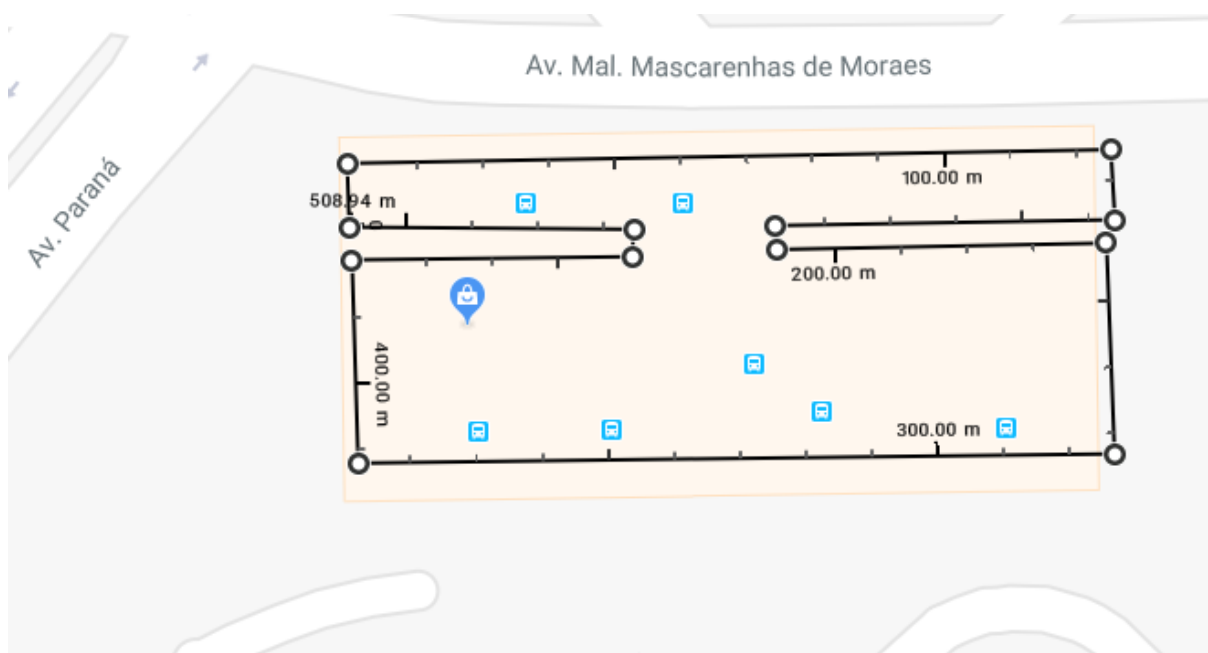 Av. Mal. Mascarenhas de Moraes
Av. Paraná
100.00 m
508.94 m
200.00 m
400.00 m
300.00 m